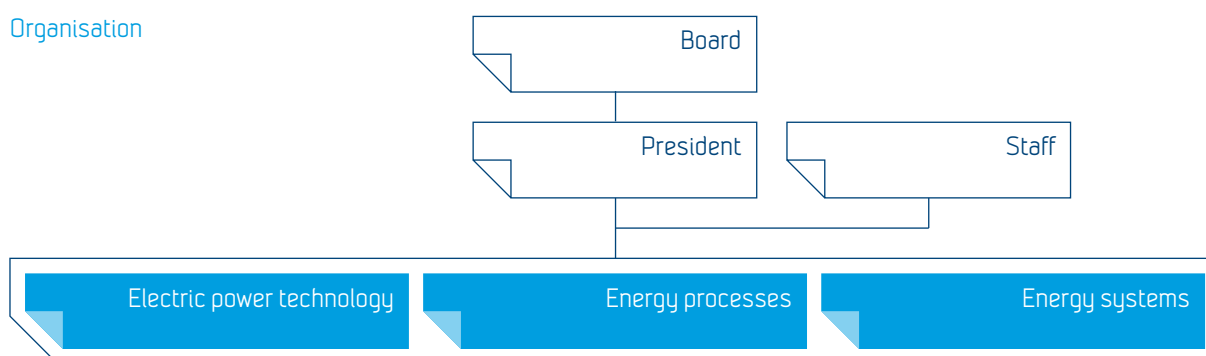 Organisation
Board
President
Staff
Electric power technology
Energy processes
Energy systems